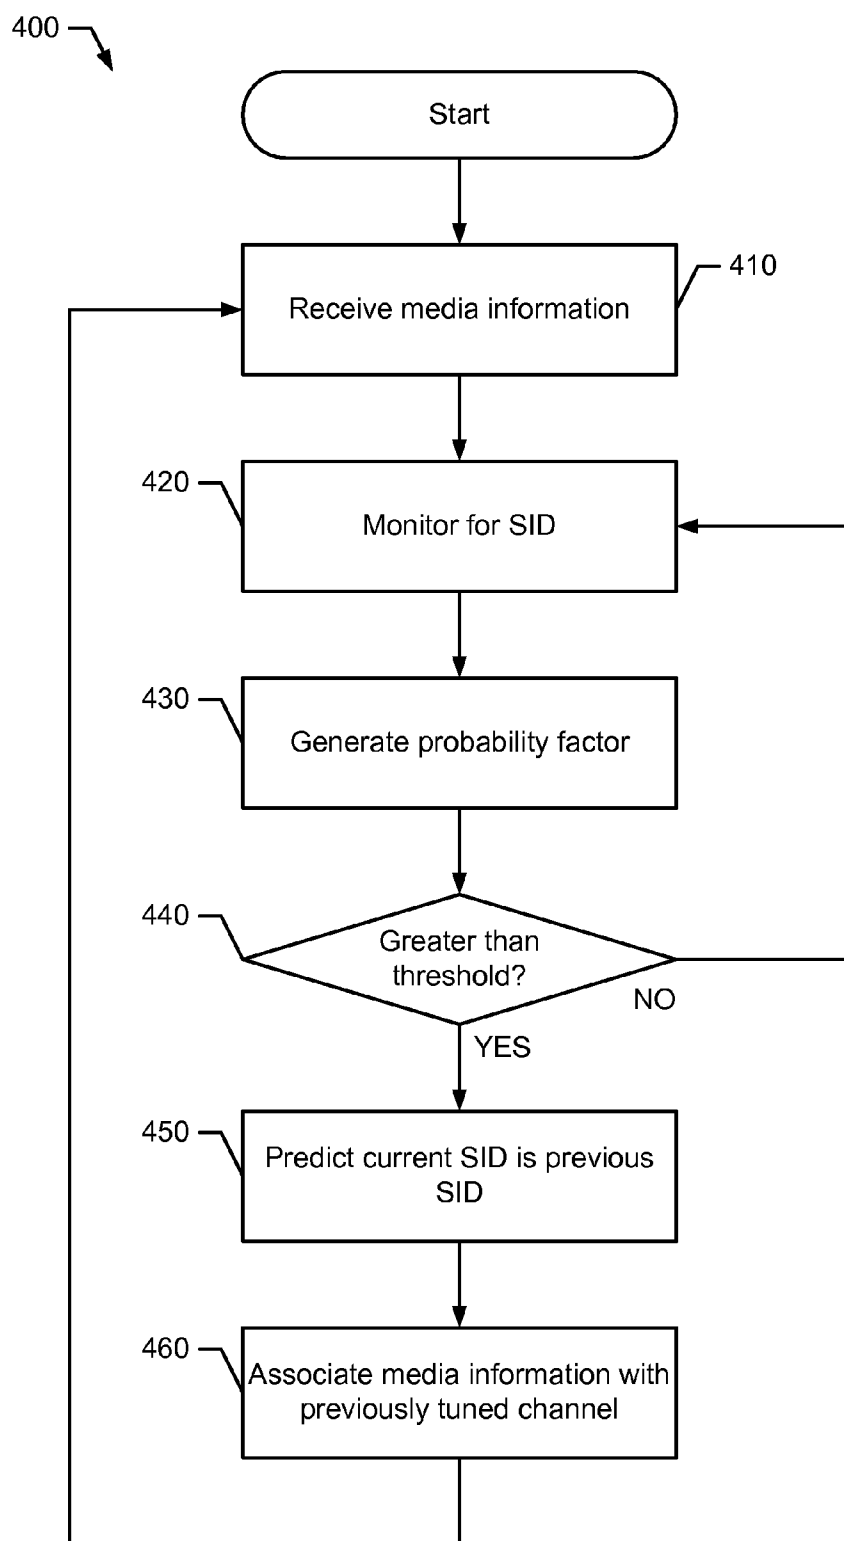 400
Start
410
Receive media information
420
Monitor for SID
430
Generate probability factor
440
Greater than
threshold?
NO
YES
450
Predict current SID is previous
SID
460
Associate media information with
previously tuned channel